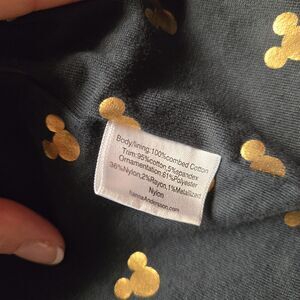 Body/lining:100%combed Cotton
Trim:95%cotton,5%spandex
Ornamentation:61%Polyester
36%Nylon,2%Rayon,1%Metallized
Nylon
HannaAndersson.com